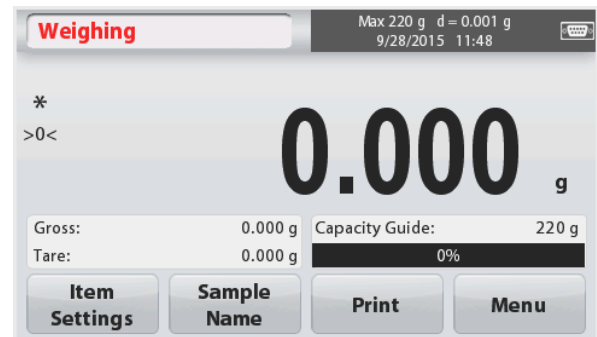 Weighing
Max 220 g d = 0.001 g
9/28/2015 11:48
*
>0<
0.000 g
Gross: 0.000 g
Tare: 0.000 g
Capacity Guide: 220 g
0%
Item Settings
Sample Name
Print
Menu